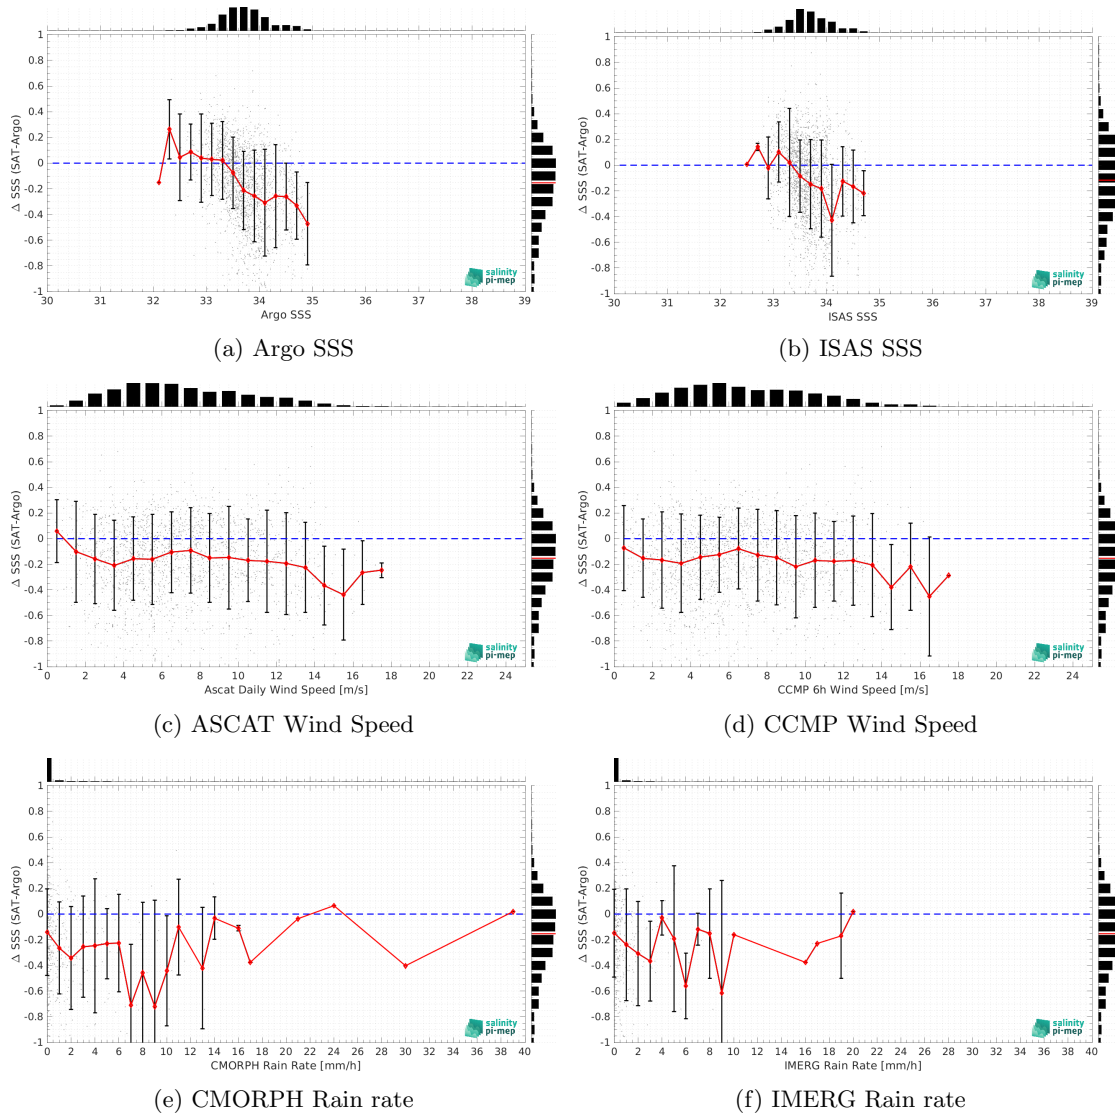 1
0.8
0.6
0.4
0.2
0
-0.2
-0.4
-0.6
-0.8
-1
Δ SSS (SAT-Argo)
30 31 32 33 34 35 36 37 38 39
Argo SSS
salinity
pi-mep
(a) Argo SSS
1
0.8
0.6
0.4
0.2
0
-0.2
-0.4
-0.6
-0.8
-1
Δ SSS (SAT-Argo)
30 31 32 33 34 35 36 37 38 39
ISAS SSS
salinity
pi-mep
(b) ISAS SSS
1
0.8
0.6
0.4
0.2
0
-0.2
-0.4
-0.6
-0.8
-1
Δ SSS (SAT-Argo)
0 2 4 6 8 10 12 14 16 18 20 22 24
Ascat Daily Wind Speed [m/s]
salinity
pi-mep
(c) ASCAT Wind Speed
1
0.8
0.6
0.4
0.2
0
-0.2
-0.4
-0.6
-0.8
-1
Δ SSS (SAT-Argo)
0 2 4 6 8 10 12 14 16 18 20 22 24
CCMP 6h Wind Speed [m/s]
salinity
pi-mep
(d) CCMP Wind Speed
1
0.8
0.6
0.4
0.2
0
-0.2
-0.4
-0.6
-0.8
-1
Δ SSS (SAT-Argo)
0 2 4 6 8 10 12 14 16 18 20 22 24 26 28 30 32 34 36 38 40
CMORPH Rain Rate [mm/h]
salinity
pi-mep
(e) CMORPH Rain rate
1
0.8
0.6
0.4
0.2
0
-0.2
-0.4
-0.6
-0.8
-1
Δ SSS (SAT-Argo)
0 2 4 6 8 10 12 14 16 18 20 22 24 26 28 30 32 34 36 38 40
IMERG Rain Rate [mm/h]
salinity
pi-mep
(f) IMERG Rain rate